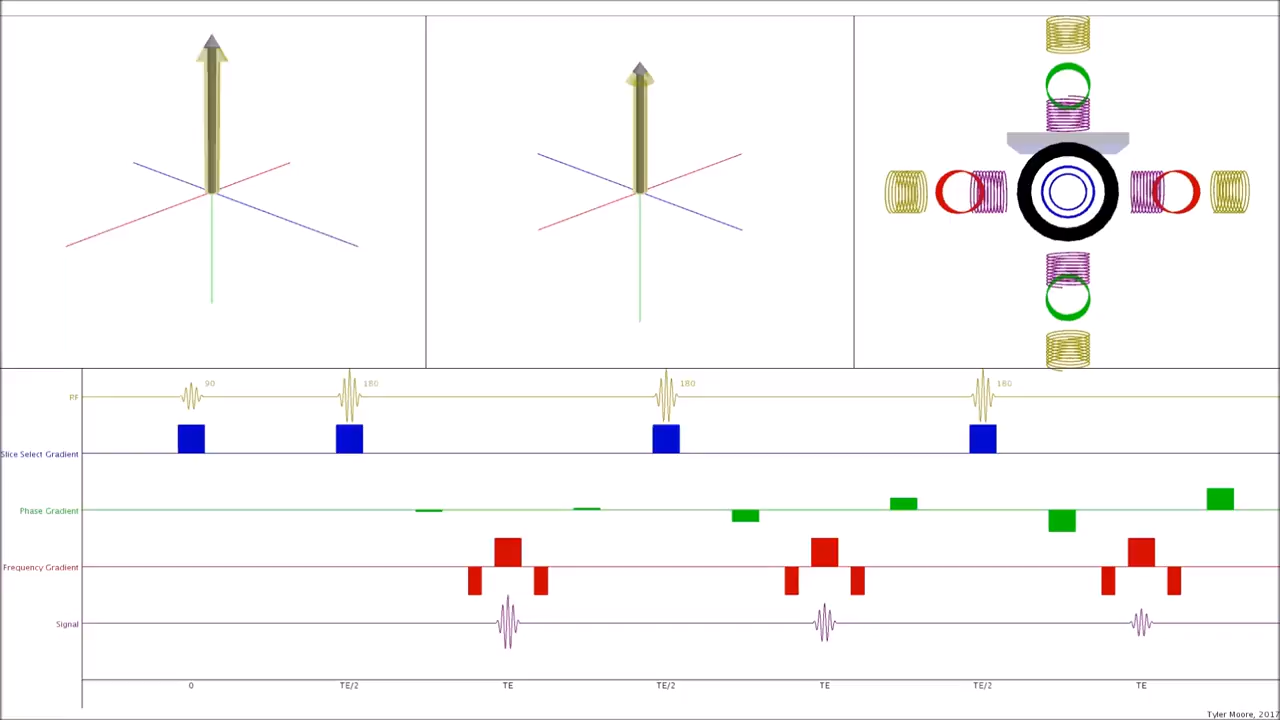 90 180 180 180
RF
Slice Select Gradient
Phase Gradient
Frequency Gradient
Signal
0 TE/2 TE TE/2 TE TE/2 TE
Tyler Moore, 2017